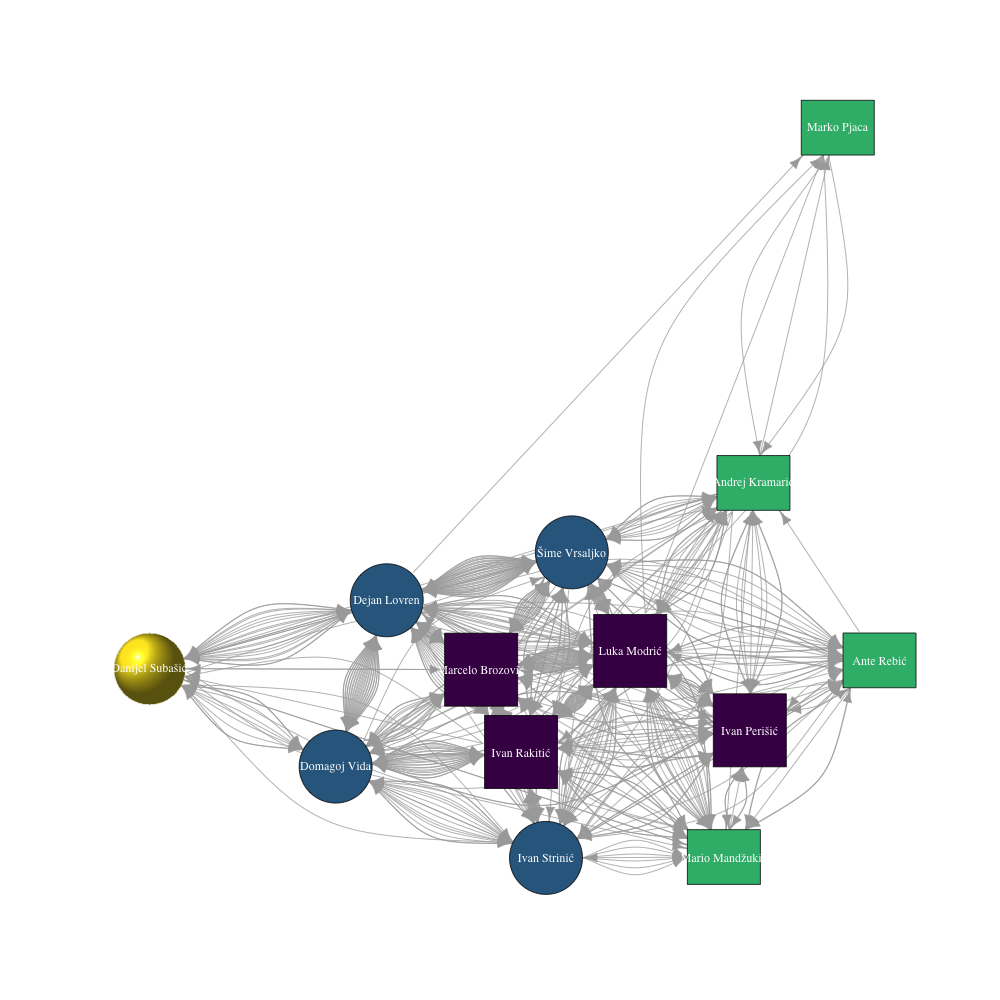 Marko Pjaca
Andrej Kramarić
Šime Vrsaljko
Dejan Lovren
Luka Modrić
Ante Rebić
Danijel Subašić
Marcelo Brozović
Ivan Perišić
Ivan Rakitić
Domagoj Vida
Ivan Strinić
Mario Mandžukić